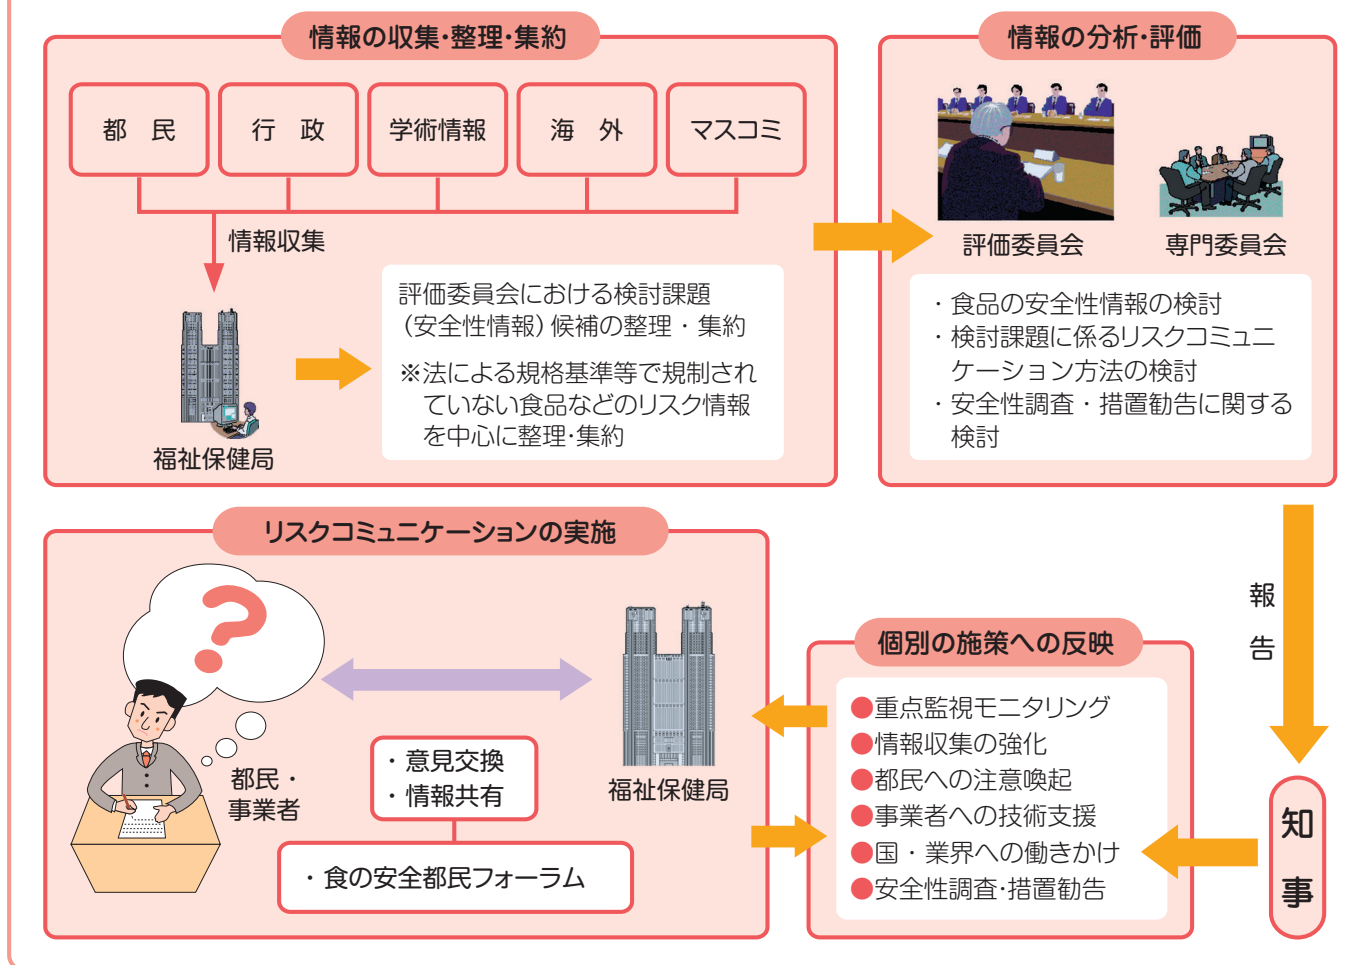 情報の収集・整理・集約
都　民
行　政
学術情報
海　外
マスコミ
情報収集
福祉保健局
評価委員会における検討課題
（安全性情報）候補の整理・集約
※法による規格基準等で規制され
ていない食品などのリスク情報
を中心に整理・集約
情報の分析・評価
評価委員会
専門委員会
・食品の安全性情報の検討
・検討課題に係るリスクコミュニ
ケーション方法の検討
・安全性調査・措置勧告に関する
検討
報告
知事
個別の施策への反映
●重点監視モニタリング
●情報収集の強化
●都民への注意喚起
●事業者への技術支援
●国・業界への働きかけ
●安全性調査・措置勧告
リスクコミュニケーションの実施
?
都民・
事業者
・意見交換
・情報共有
・食の安全都民フォーラム
福祉保健局